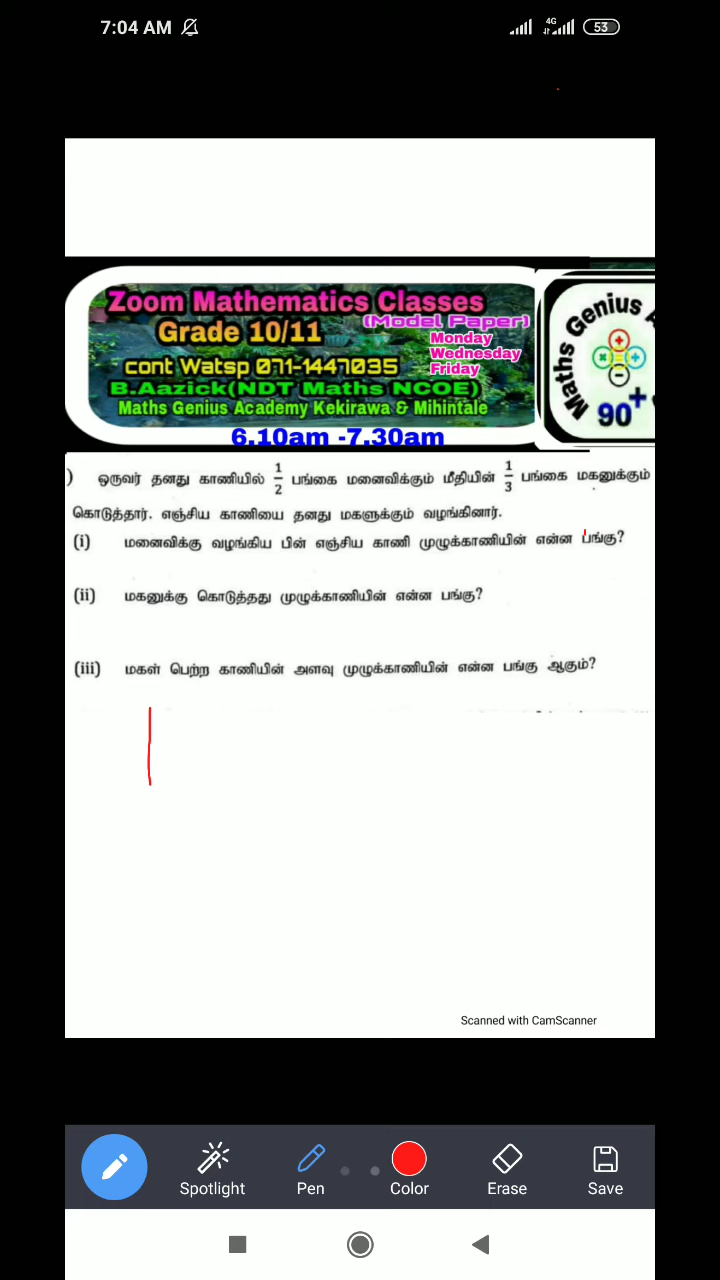 7:04 AM 4G 53
Zoom Mathematics Classes
Grade 10/11 (Model Paper)
Monday
Wednesday
Friday
cont Watsp 071-1447035
B.Aazick(NDT Maths NCOE)
Maths Genius Academy Kekirawa & Mihintale
6.10am -7.30am
Maths Genius A
90+
) ஒருவர் தனது காணியில் 1/2 பங்கை மனைவிக்கும் மீதியின் 1/3 பங்கை மகனுக்கும்
கொடுத்தார். எஞ்சிய காணியை தனது மகளுக்கும் வழங்கினார்.
(i) மனைவிக்கு வழங்கிய பின் எஞ்சிய காணி முழுக்காணியின் என்ன பங்கு?
(ii) மகனுக்கு கொடுத்தது முழுக்காணியின் என்ன பங்கு?
(iii) மகள் பெற்ற காணியின் அளவு முழுக்காணியின் என்ன பங்கு ஆகும்?
Scanned with CamScanner
Spotlight Pen Color Erase Save